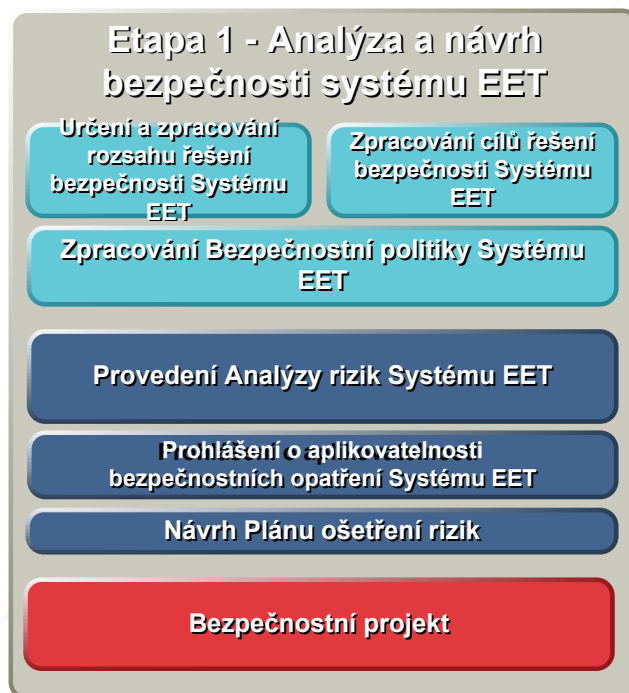 Etapa 1 - Analýza a návrh
bezpečnosti systému EET
Určení a zpracování
rozsahu řešení
bezpečnosti Systému
EET
Zpracování cílů řešení
bezpečnosti Systému
EET
Zpracování Bezpečnostní politiky Systému
EET
Provedení Analýzy rizik Systému EET
Prohlášení o aplikovatelnosti
bezpečnostních opatření Systému EET
Návrh Plánu ošetření rizik
Bezpečnostní projekt